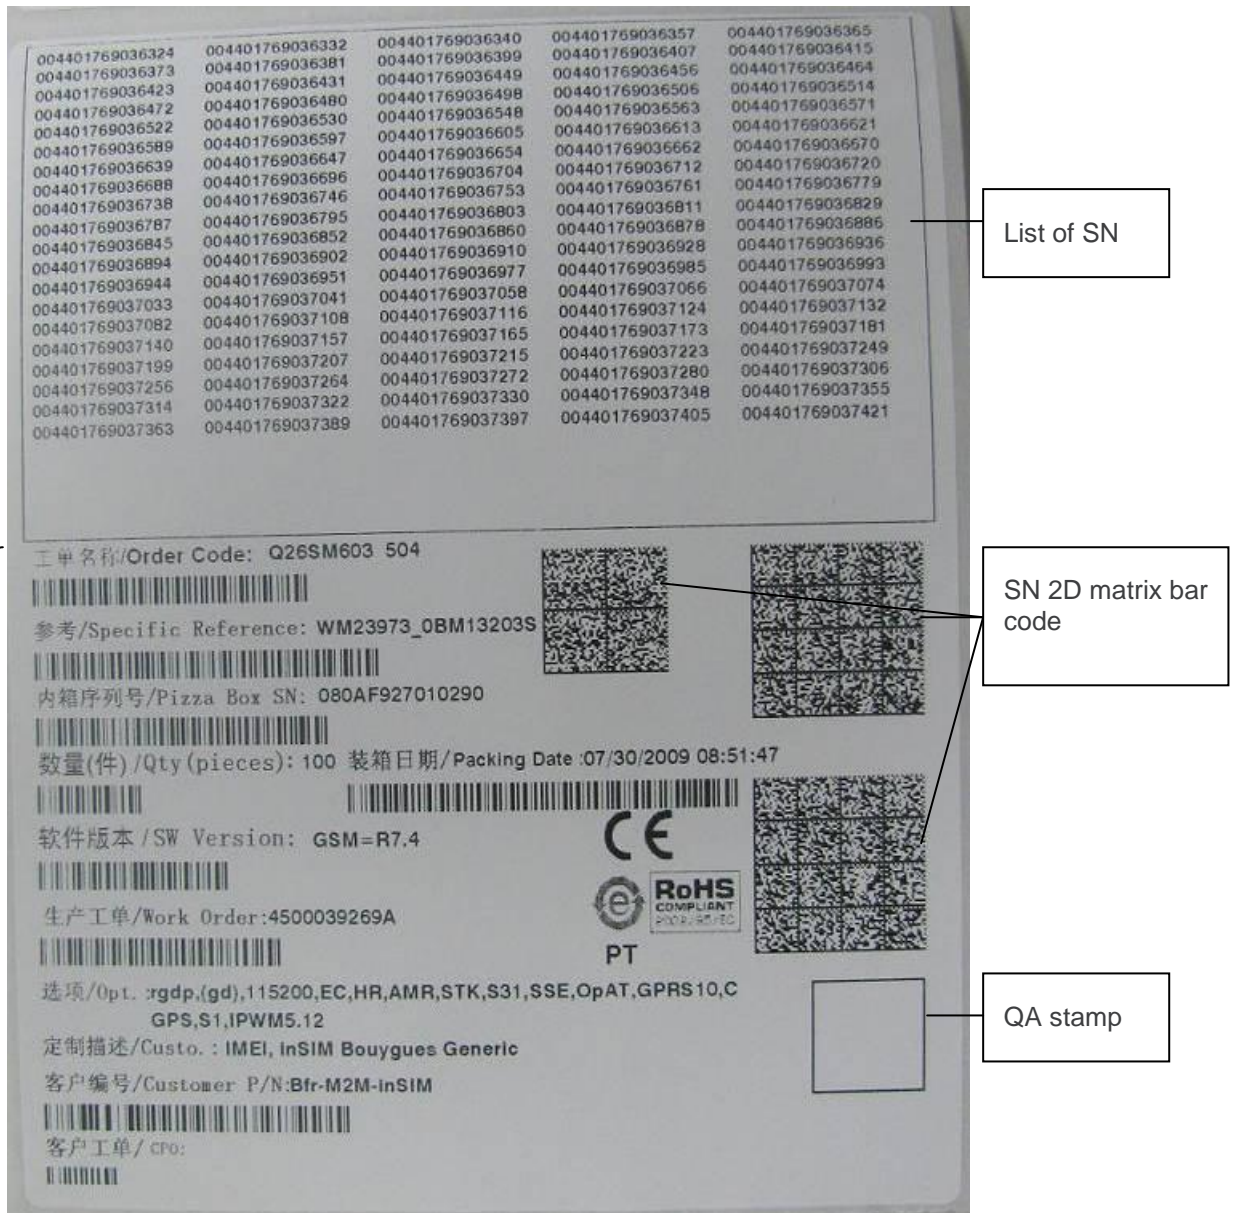 004401769036324 004401769036332 004401769036340 004401769036357 004401769036365
004401769036373 004401769036381 004401769036399 004401769036407 004401769036415
004401769036423 004401769036431 004401769036449 004401769036456 004401769036464
004401769036472 004401769036480 004401769036498 004401769036506 004401769036514
004401769036522 004401769036530 004401769036548 004401769036563 004401769036571
004401769036589 004401769036597 004401769036605 004401769036613 004401769036621
004401769036639 004401769036647 004401769036654 004401769036662 004401769036670
004401769036688 004401769036696 004401769036704 004401769036712 004401769036720
004401769036738 004401769036746 004401769036753 004401769036761 004401769036779
004401769036787 004401769036795 004401769036803 004401769036811 004401769036829
004401769036845 004401769036852 004401769036860 004401769036878 004401769036886
004401769036894 004401769036902 004401769036910 004401769036928 004401769036936
004401769036944 004401769036951 004401769036977 004401769036985 004401769036993
004401769037033 004401769037041 004401769037058 004401769037066 004401769037074
004401769037082 004401769037108 004401769037116 004401769037124 004401769037132
004401769037140 004401769037157 004401769037165 004401769037173 004401769037181
004401769037199 004401769037207 004401769037215 004401769037223 004401769037249
004401769037256 004401769037264 004401769037272 004401769037280 004401769037306
004401769037314 004401769037322 004401769037330 004401769037348 004401769037355
004401769037363 004401769037389 004401769037397 004401769037405 004401769037421
List of SN
工单名称/Order Code: Q26SM603 504
SN 2D matrix bar
code
参考/Specific Reference: WM23973_0BM13203S
内箱序列号/Pizza Box SN: 080AF927010290
数量(件)/Qty(pieces): 100 装箱日期/Packing Date :07/30/2009 08:51:47
软件版本/SW Version: GSM=R7.4
CE
e
RoHS
COMPLIANT
2002/95/EC
生产工单/Work Order:4500039269A
PT
选项/Opt. :rgdp,(gd),115200,EC,HR,AMR,STK,S31,SSE,OpAT,GPRS10,C
GPS,S1,IPWM5.12
QA stamp
定制描述/Custo. : IMEI, inSIM Bouygues Generic
客户编号/Customer P/N:Bfr-M2M-inSIM
客户工单/ CPO: